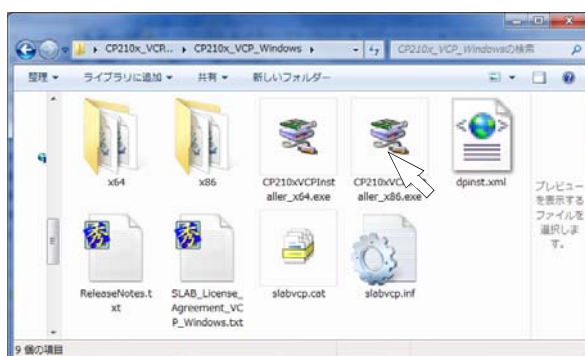 CP210x_VCP... ▸ CP210x_VCP_Windows ▸
CP210x_VCP_Windowsの検索
整理 ライブラリに追加 共有 新しいフォルダー
x64
x86
CP210xVCPInst
aller_x64.exe
CP210xVC
aller_x86.exe
dpinst.xml
プレビュー
を表示する
ファイルを
選択しま
す。
秀
ReleaseNotes.t
xt
秀
SLAB_License_
Agreement_VC
P_Windows.txt
slabvcp.cat
slabvcp.inf
9 個の項目